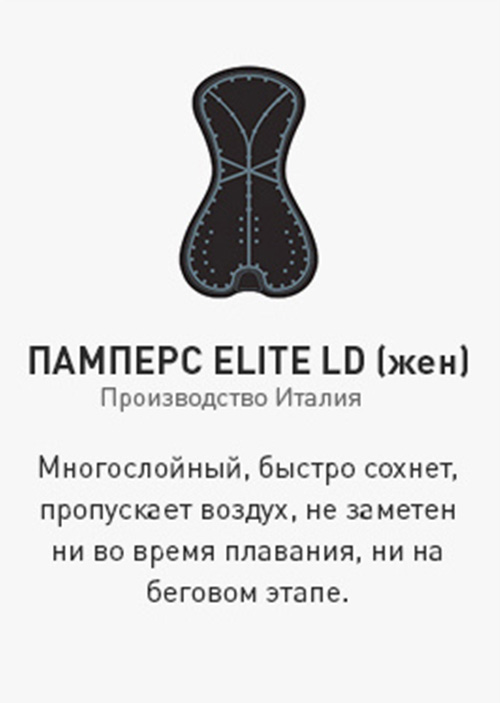 ПАМПЕРС ELITE LD (жен)
Производство Италия
Многослойный, быстро сохнет,
пропускает воздух, не заметен
ни во время плавания, ни на
беговом этапе.